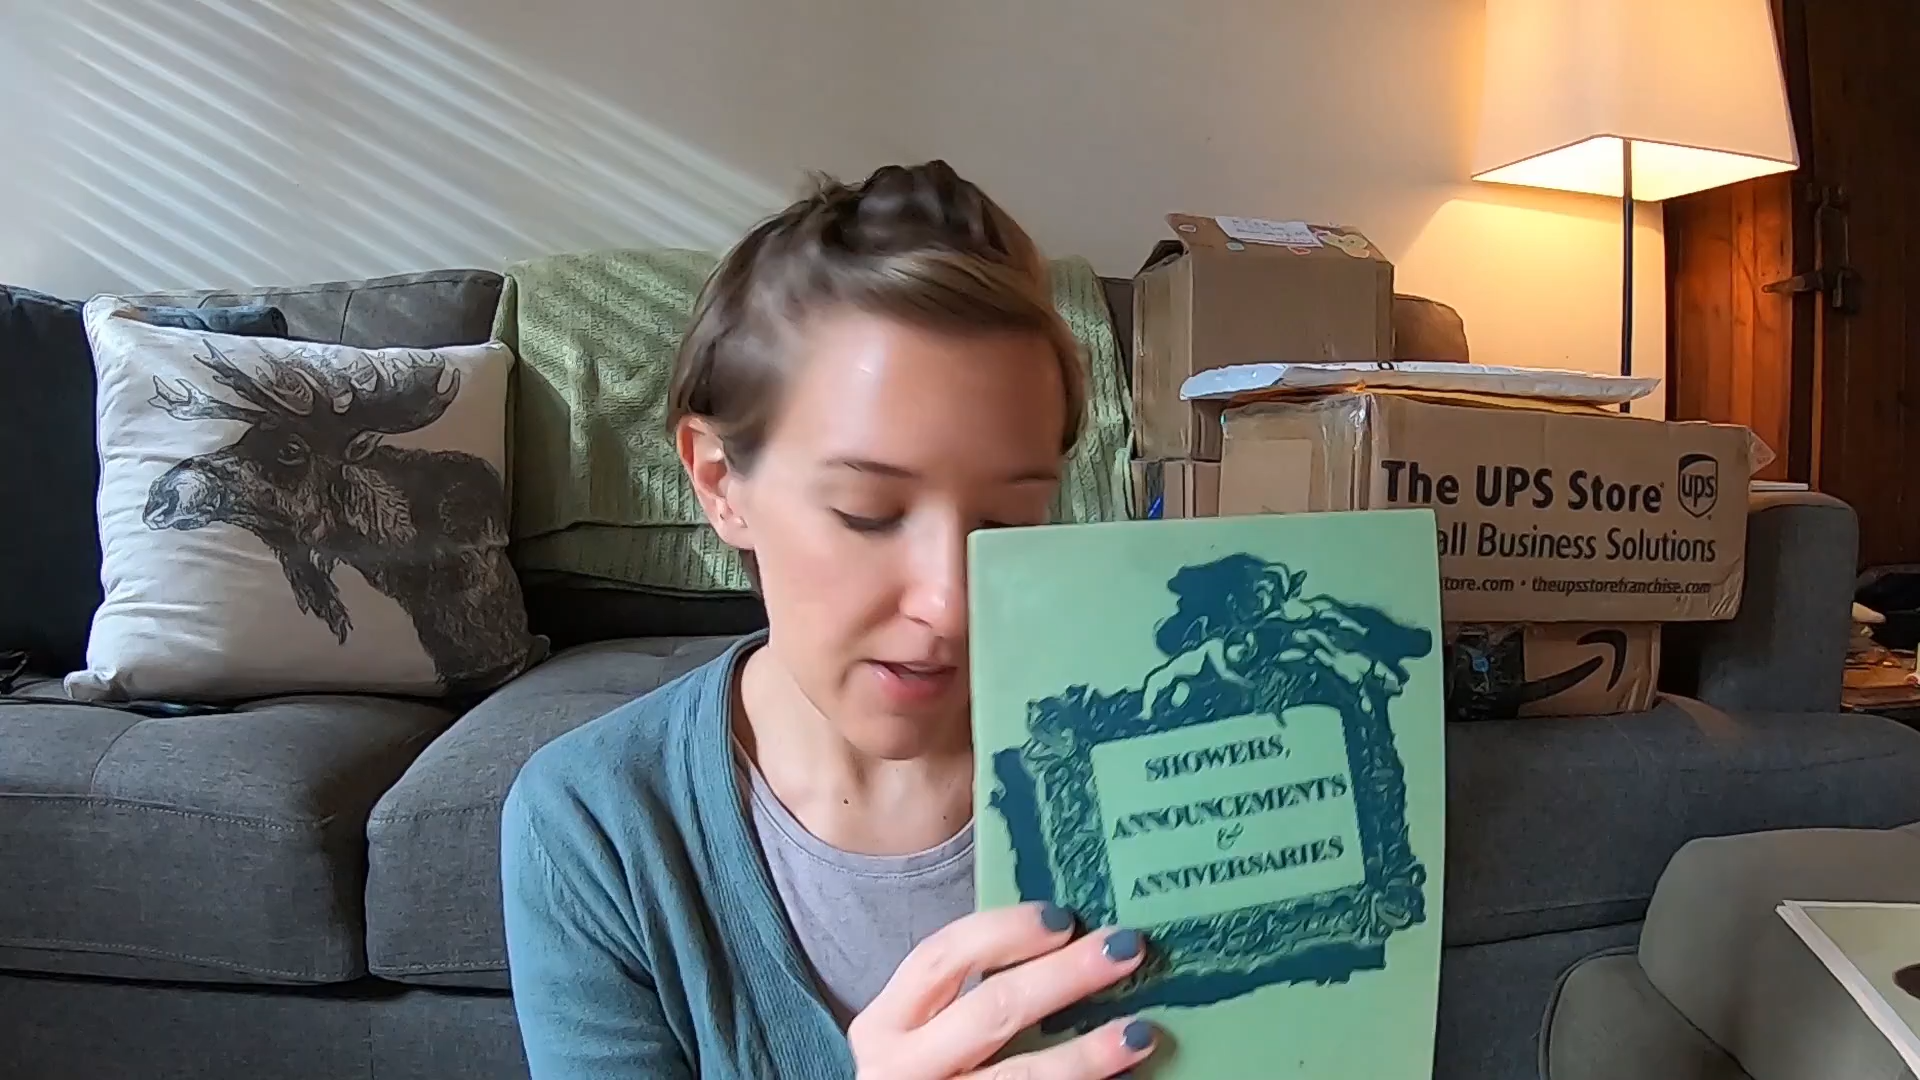 SHOWERS,
ANNOUNCEMENTS
&
ANNIVERSARIES
The UPS Store
ups
all Business Solutions
tore.com • theupsstorefranchise.com